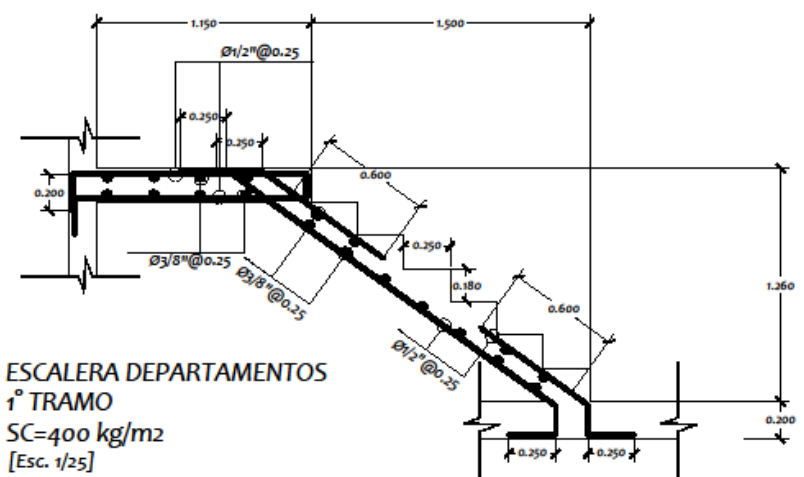 1.150
1.500
Ø1/2"@0.25
0.250
0.250
0.600
0.200
Ø3/8"@0.25
Ø3/8"@0.25
0.250
0.180
1.260
0.600
Ø1/2"@0.25
ESCALERA DEPARTAMENTOS
1° TRAMO
SC=400 kg/m2
[Esc. 1/25]
0.200
0.250
0.250